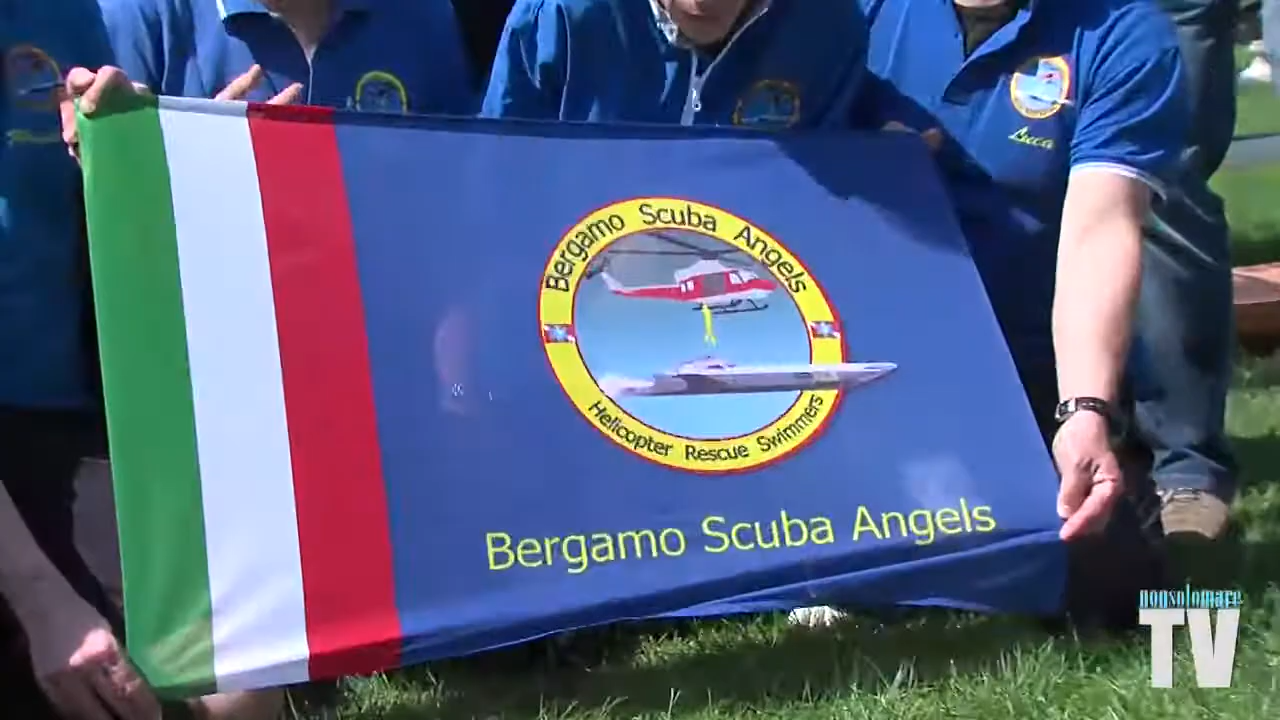 Luca
Bergamo Scuba Angels
Helicopter Rescue Swimmers
Bergamo Scuba Angels
nonsolomare
TV